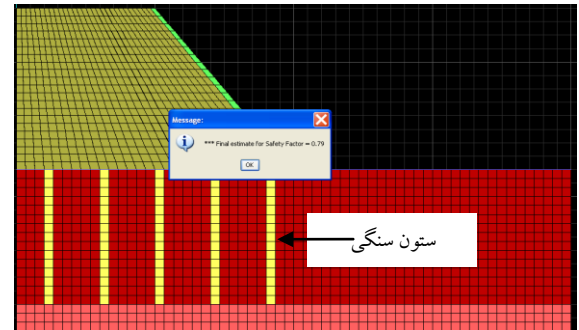 Message:
*** Final estimate for Safety Factor = 0.79
OK
ستون سنگی